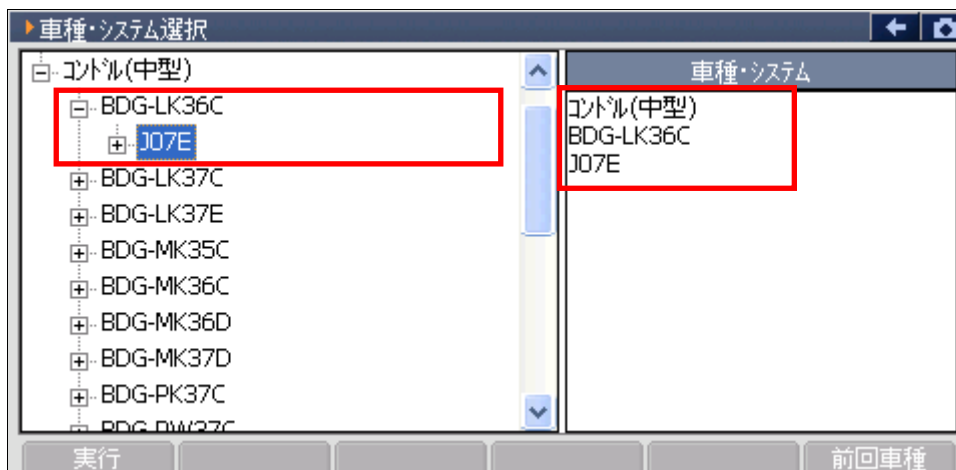 車種・システム選択
コンドル(中型)
BDG-LK36C
J07E
BDG-LK37C
BDG-LK37E
BDG-MK35C
BDG-MK36C
BDG-MK36D
BDG-MK37D
BDG-PK37C
BDG-PW37C
車種・システム
コンドル(中型)
BDG-LK36C
J07E
実行
前回車種